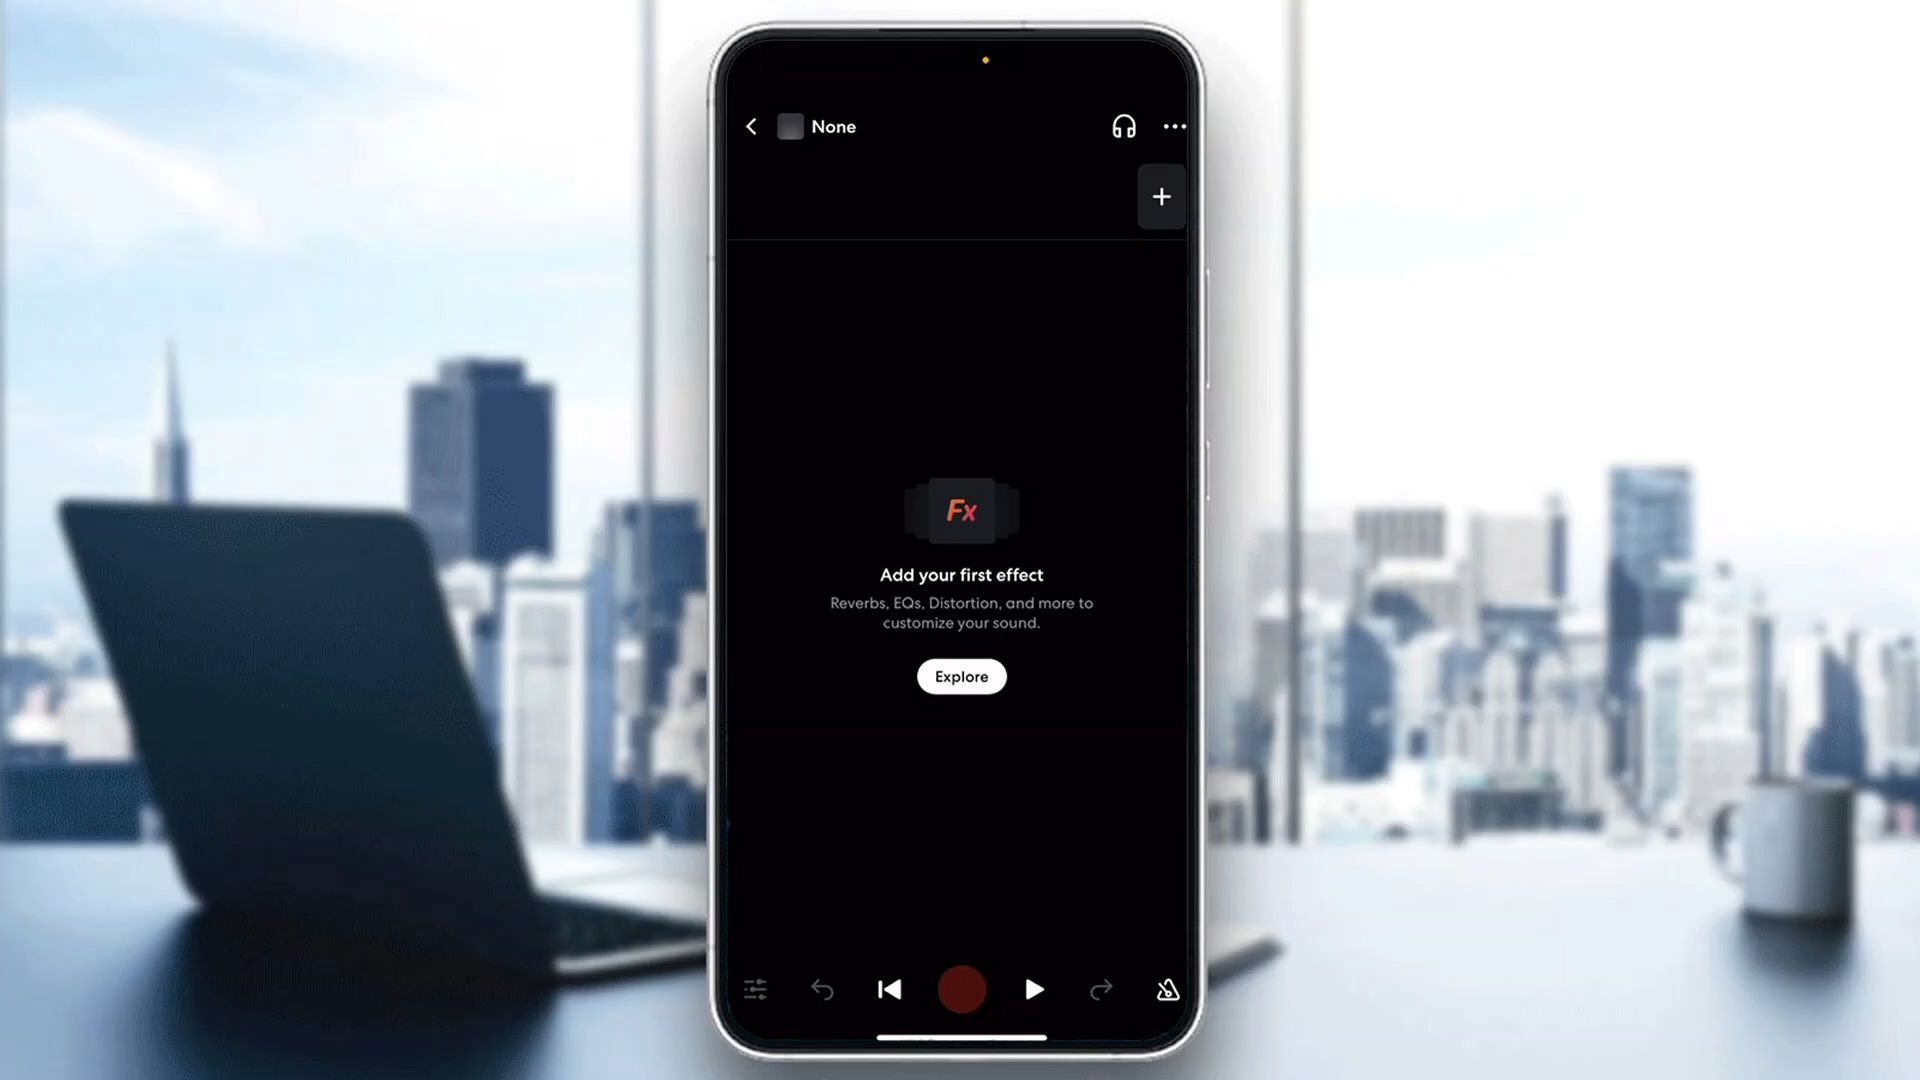 None
Fx
Add your first effect
Reverbs, EQs, Distortion, and more to
customize your sound.
Explore